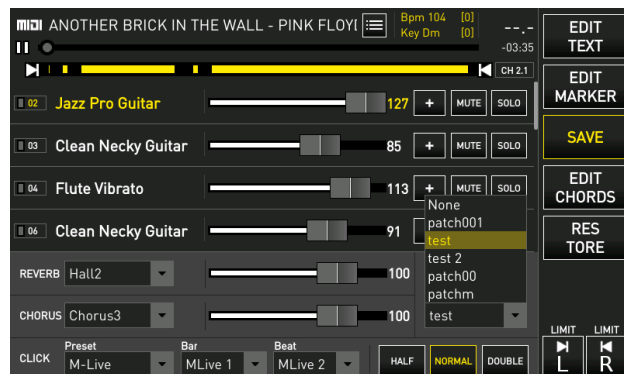 MIDI ANOTHER BRICK IN THE WALL - PINK FLOYI
Bpm 104 [0]
Key Dm [0]
--.-
-03:35
CH 2.1
02 Jazz Pro Guitar 127 + MUTE SOLO
03 Clean Necky Guitar 85 + MUTE SOLO
04 Flute Vibrato 113 + MUTE SOLO
06 Clean Necky Guitar 91
None
patch001
test
test 2
patch00
patchm
test
REVERB Hall2 100
CHORUS Chorus3 100
CLICK
Preset
M-Live
Bar
MLive 1
Beat
MLive 2
HALF NORMAL DOUBLE
EDIT
TEXT
EDIT
MARKER
SAVE
EDIT
CHORDS
RES
TORE
LIMIT LIMIT
L R